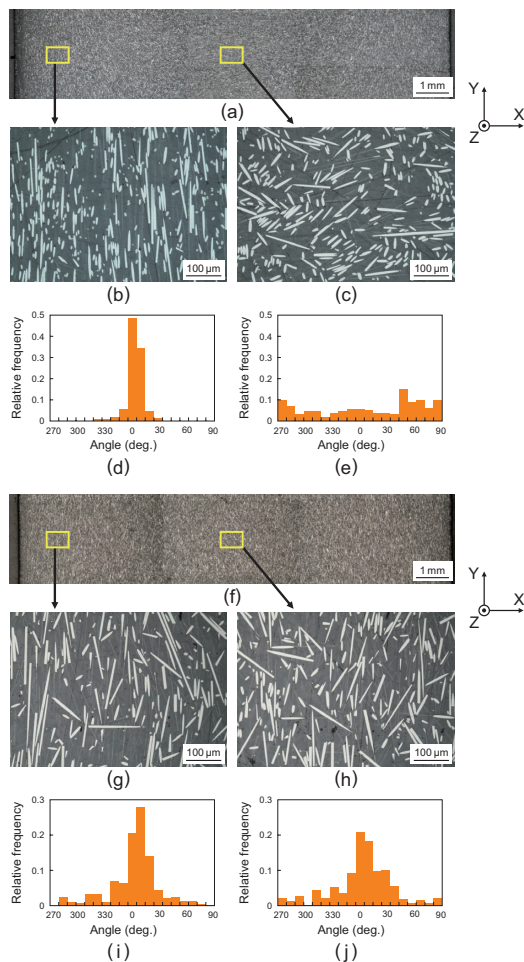 1 mm
(a)
Y
X
Z
100 µm
100 µm
(b)
(c)
Relative frequency
0.5
0.4
0.3
0.2
0.1
0
270 300 330 0 30 60 90
Angle (deg.)
(d)
Relative frequency
0.5
0.4
0.3
0.2
0.1
0
270 300 330 0 30 60 90
Angle (deg.)
(e)
1 mm
(f)
Y
X
Z
100 µm
100 µm
(g)
(h)
Relative frequency
0.3
0.2
0.1
0
270 300 330 0 30 60 90
Angle (deg.)
(i)
Relative frequency
0.3
0.2
0.1
0
270 300 330 0 30 60 90
Angle (deg.)
(j)